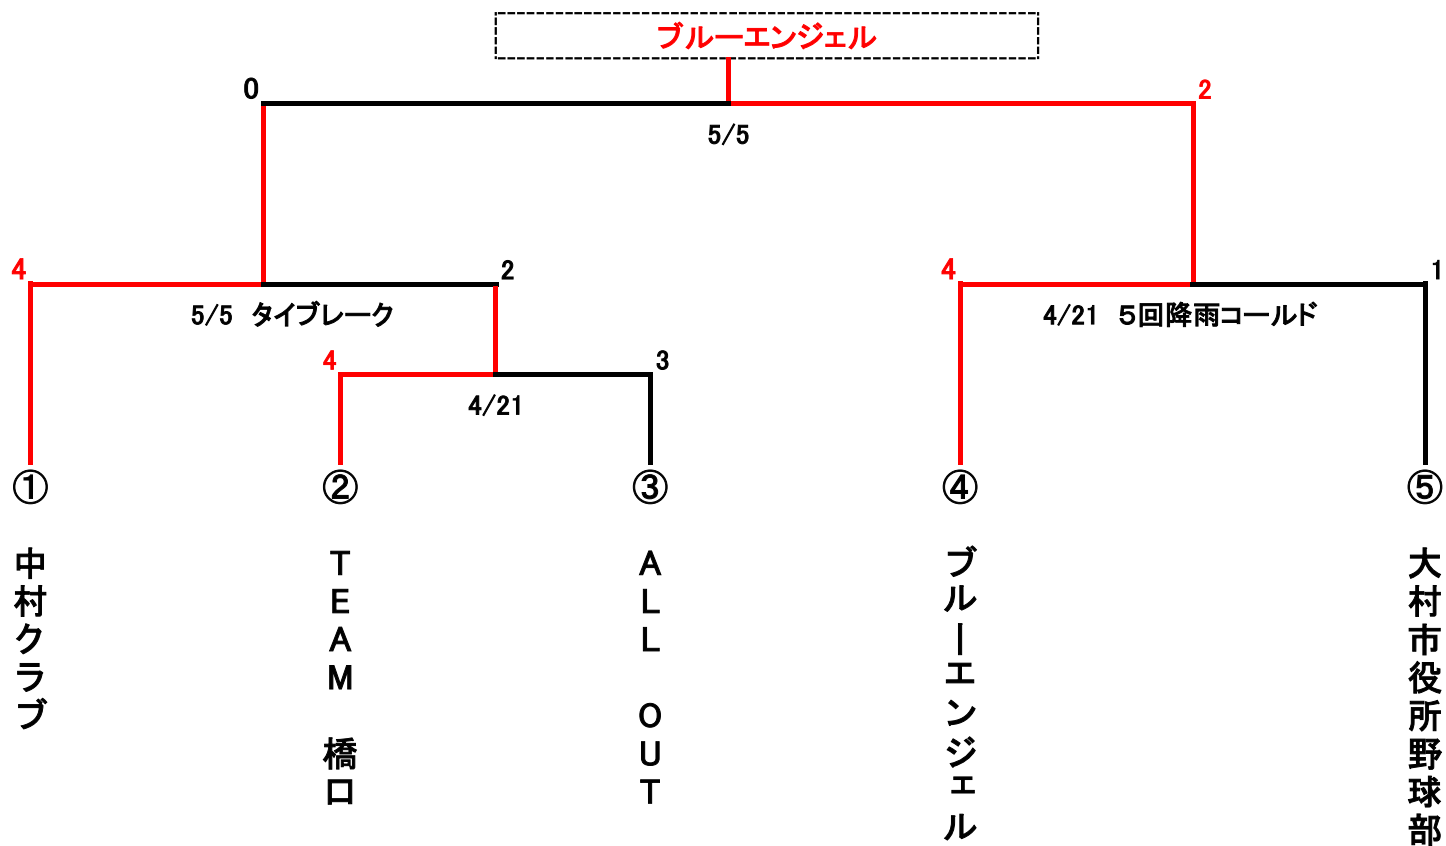 ブルーエンジェル
0
2
5/5
4
2
4
1
5/5 タイブレーク
4/21 5回降雨コールド
4
3
4/21
① ② ③ ④ ⑤
中村クラブ
TEAM 橋口
ALL OUT
ブルーエンジェル
大村市役所野球部